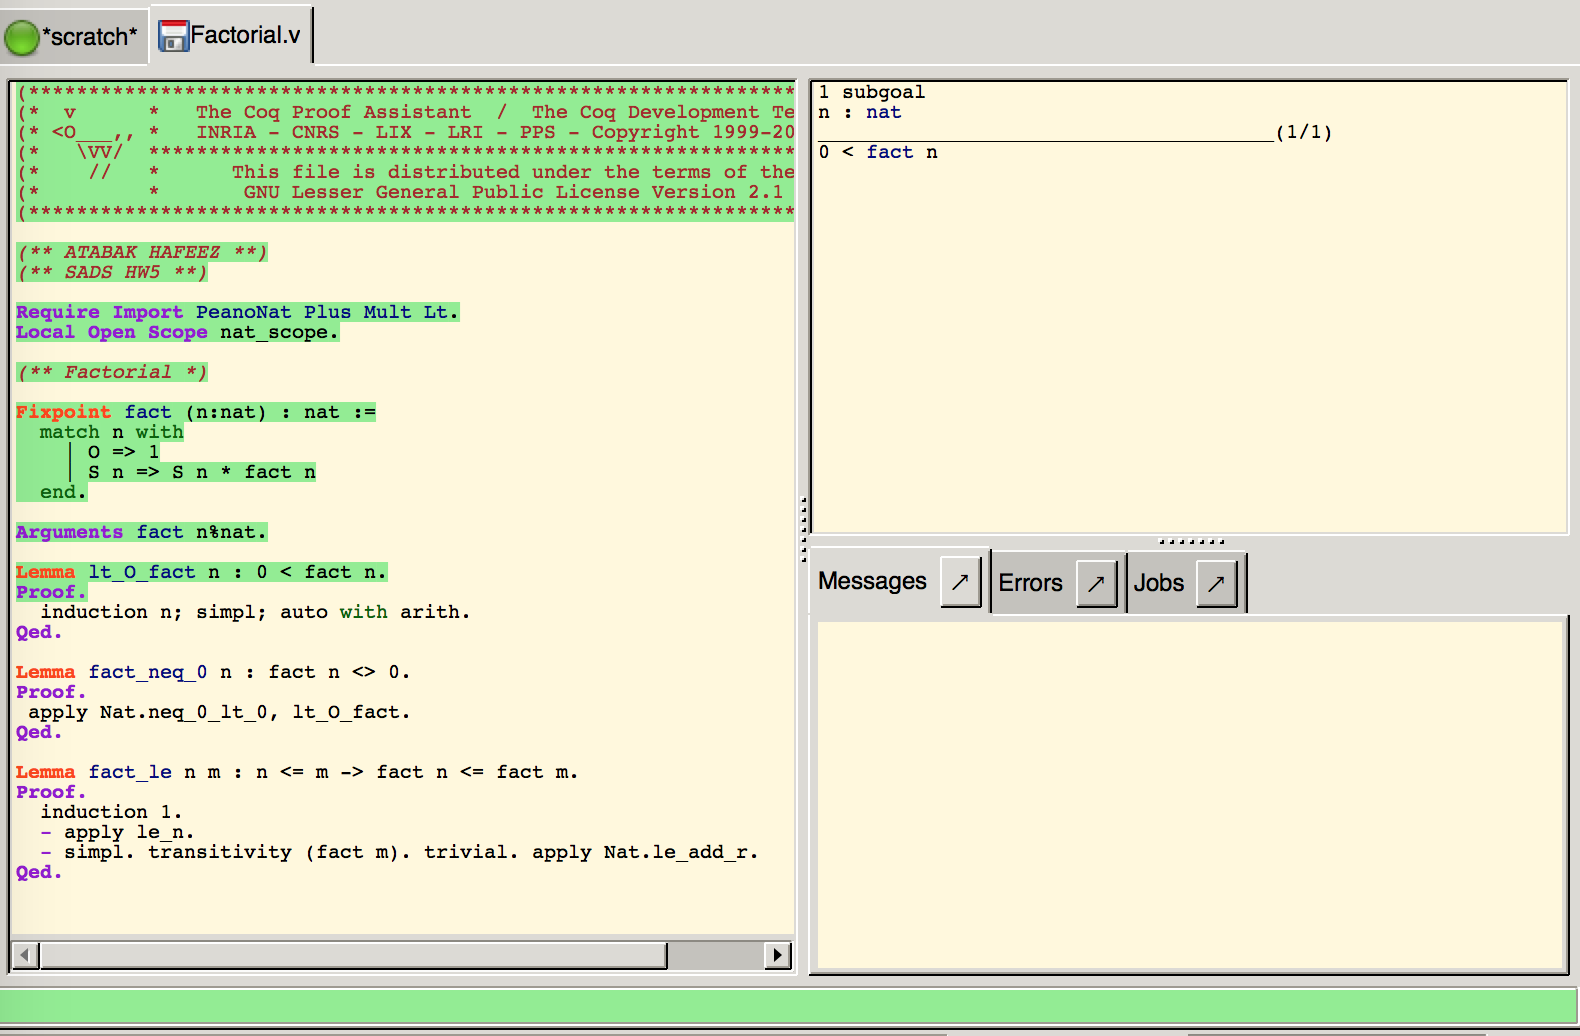 *scratch*
Factorial.v
(****************************************************************
(*  v      *   The Coq Proof Assistant  /  The Coq Development Te
(* <O___,, *   INRIA - CNRS - LIX - LRI - PPS - Copyright 1999-20
(*   \VV/  ******************************************************
(*    //   *      This file is distributed under the terms of the
(*         *       GNU Lesser General Public License Version 2.1
(****************************************************************
(** ATABAK HAFEEZ **)
(** SADS HW5 **)
Require Import PeanoNat Plus Mult Lt.
Local Open Scope nat_scope.
(** Factorial *)
Fixpoint fact (n:nat) : nat :=
  match n with
    | O => 1
    | S n => S n * fact n
  end.
Arguments fact n%nat.
Lemma lt_O_fact n : 0 < fact n.
Proof.
  induction n; simpl; auto with arith.
Qed.
Lemma fact_neq_0 n : fact n <> 0.
Proof.
 apply Nat.neq_0_lt_0, lt_O_fact.
Qed.
Lemma fact_le n m : n <= m -> fact n <= fact m.
Proof.
  induction 1.
  - apply le_n.
  - simpl. transitivity (fact m). trivial. apply Nat.le_add_r.
Qed.
1 subgoal
n : nat
______________________________________(1/1)
0 < fact n
Messages
Errors
Jobs